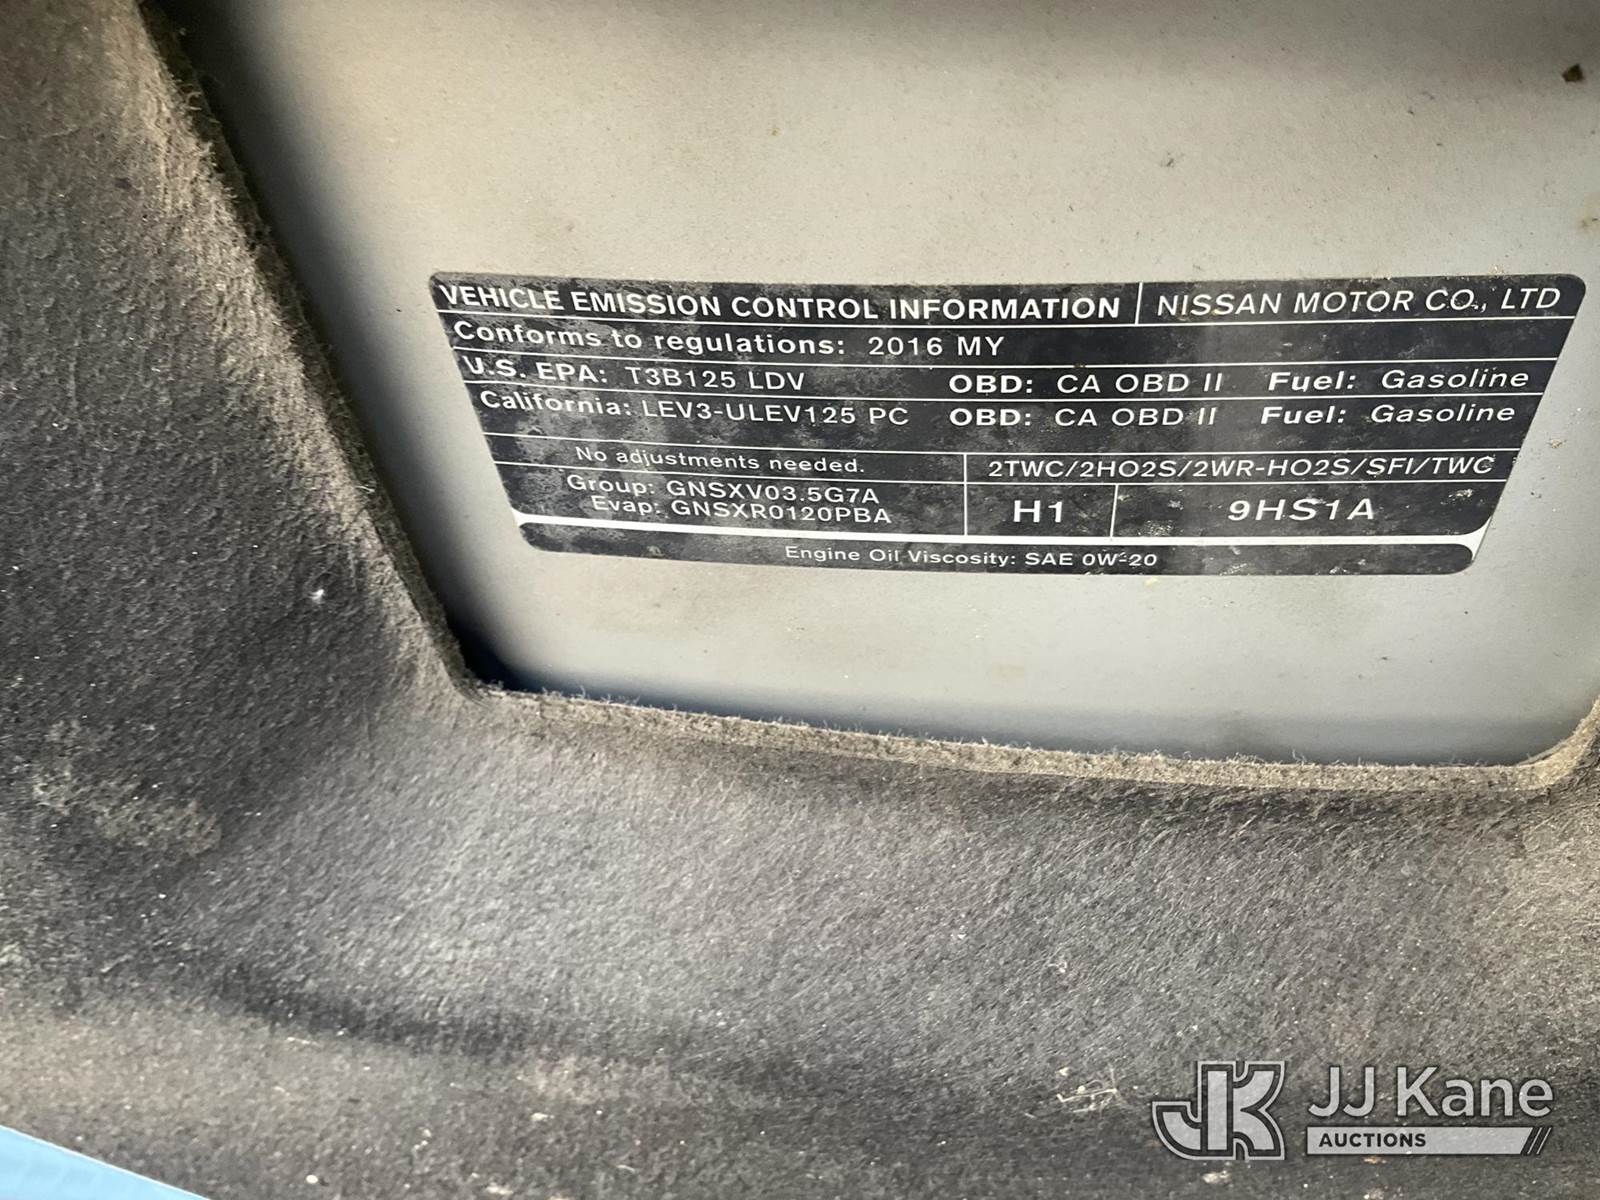 VEHICLE EMISSION CONTROL INFORMATION NISSAN MOTOR CO., LTD
Conforms to regulations: 2016 MY
U.S. EPA: T3B125 LDV OBD: CA OBD II Fuel: Gasoline
California: LEV3-ULEV125 PC OBD: CA OBD II Fuel: Gasoline
No adjustments needed. 2TWC/2HO2S/2WR-HO2S/SFI/TWC
Group: GNSXV03.5G7A
Evap: GNSXR0120PBA
H1 9HS1A
Engine Oil Viscosity: SAE 0W-20
JK JJ Kane
AUCTIONS